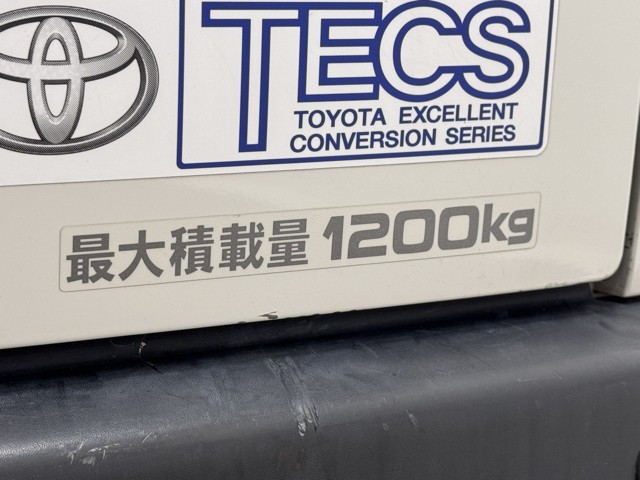 TECS
TOYOTA EXCELLENT
CONVERSION SERIES
最大積載量 1200kg